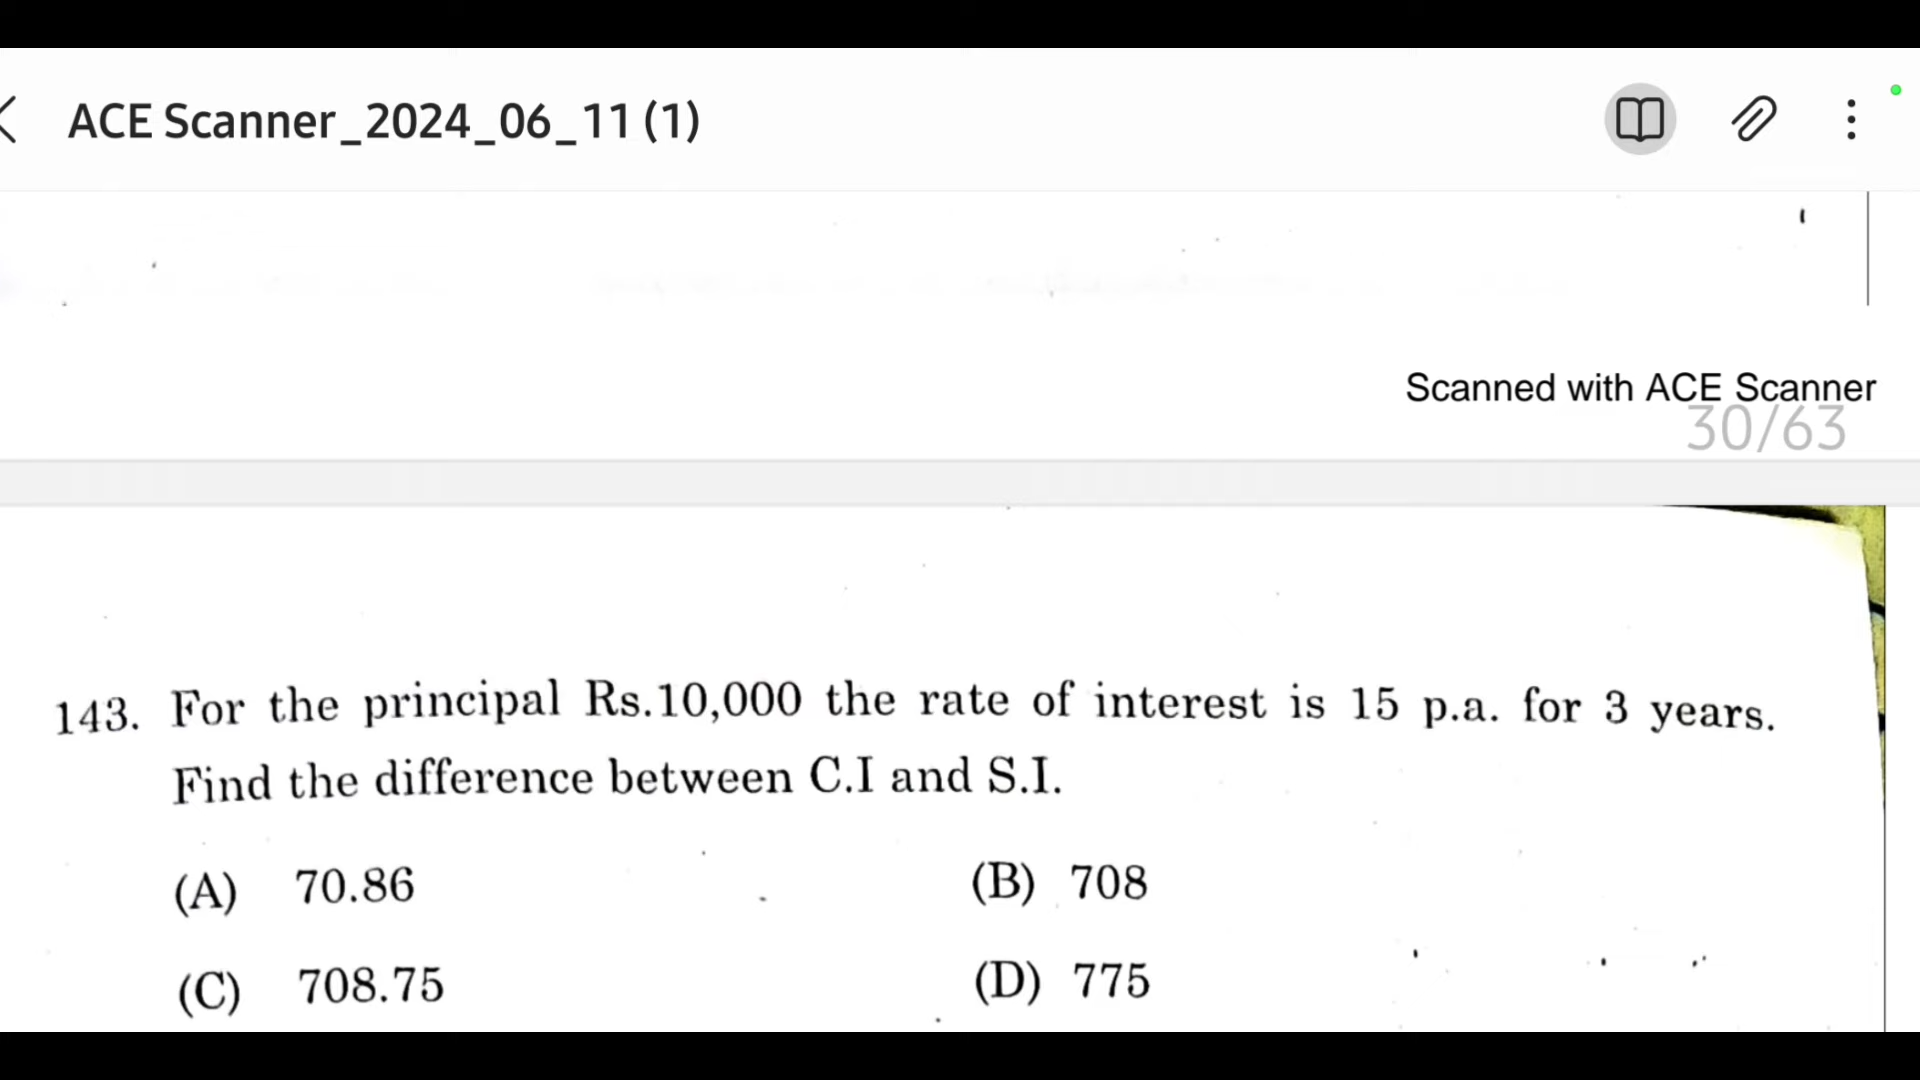 ACE Scanner_2024_06_11 (1)
Scanned with ACE Scanner
30/63
143. For the principal Rs.10,000 the rate of interest is 15 p.a. for 3 years.
Find the difference between C.I and S.I.
(A) 70.86 (B) 708
(C) 708.75 (D) 775